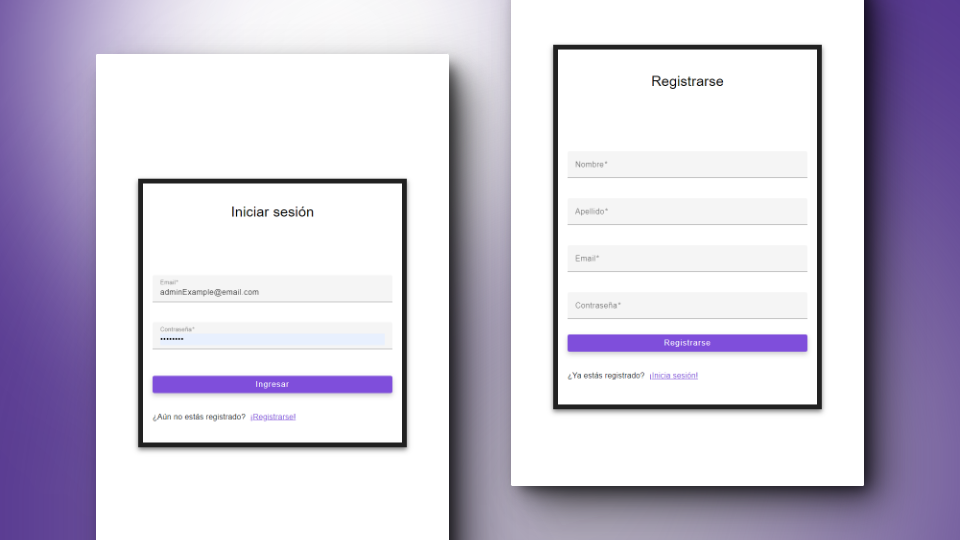 Iniciar sesión
Email*
adminExample@email.com
Contraseña*
••••••••
Ingresar
¿Aún no estás registrado? ¡Registrarse!
Registrarse
Nombre*
Apellido*
Email*
Contraseña*
Registrarse
¿Ya estás registrado? ¡Inicia sesión!